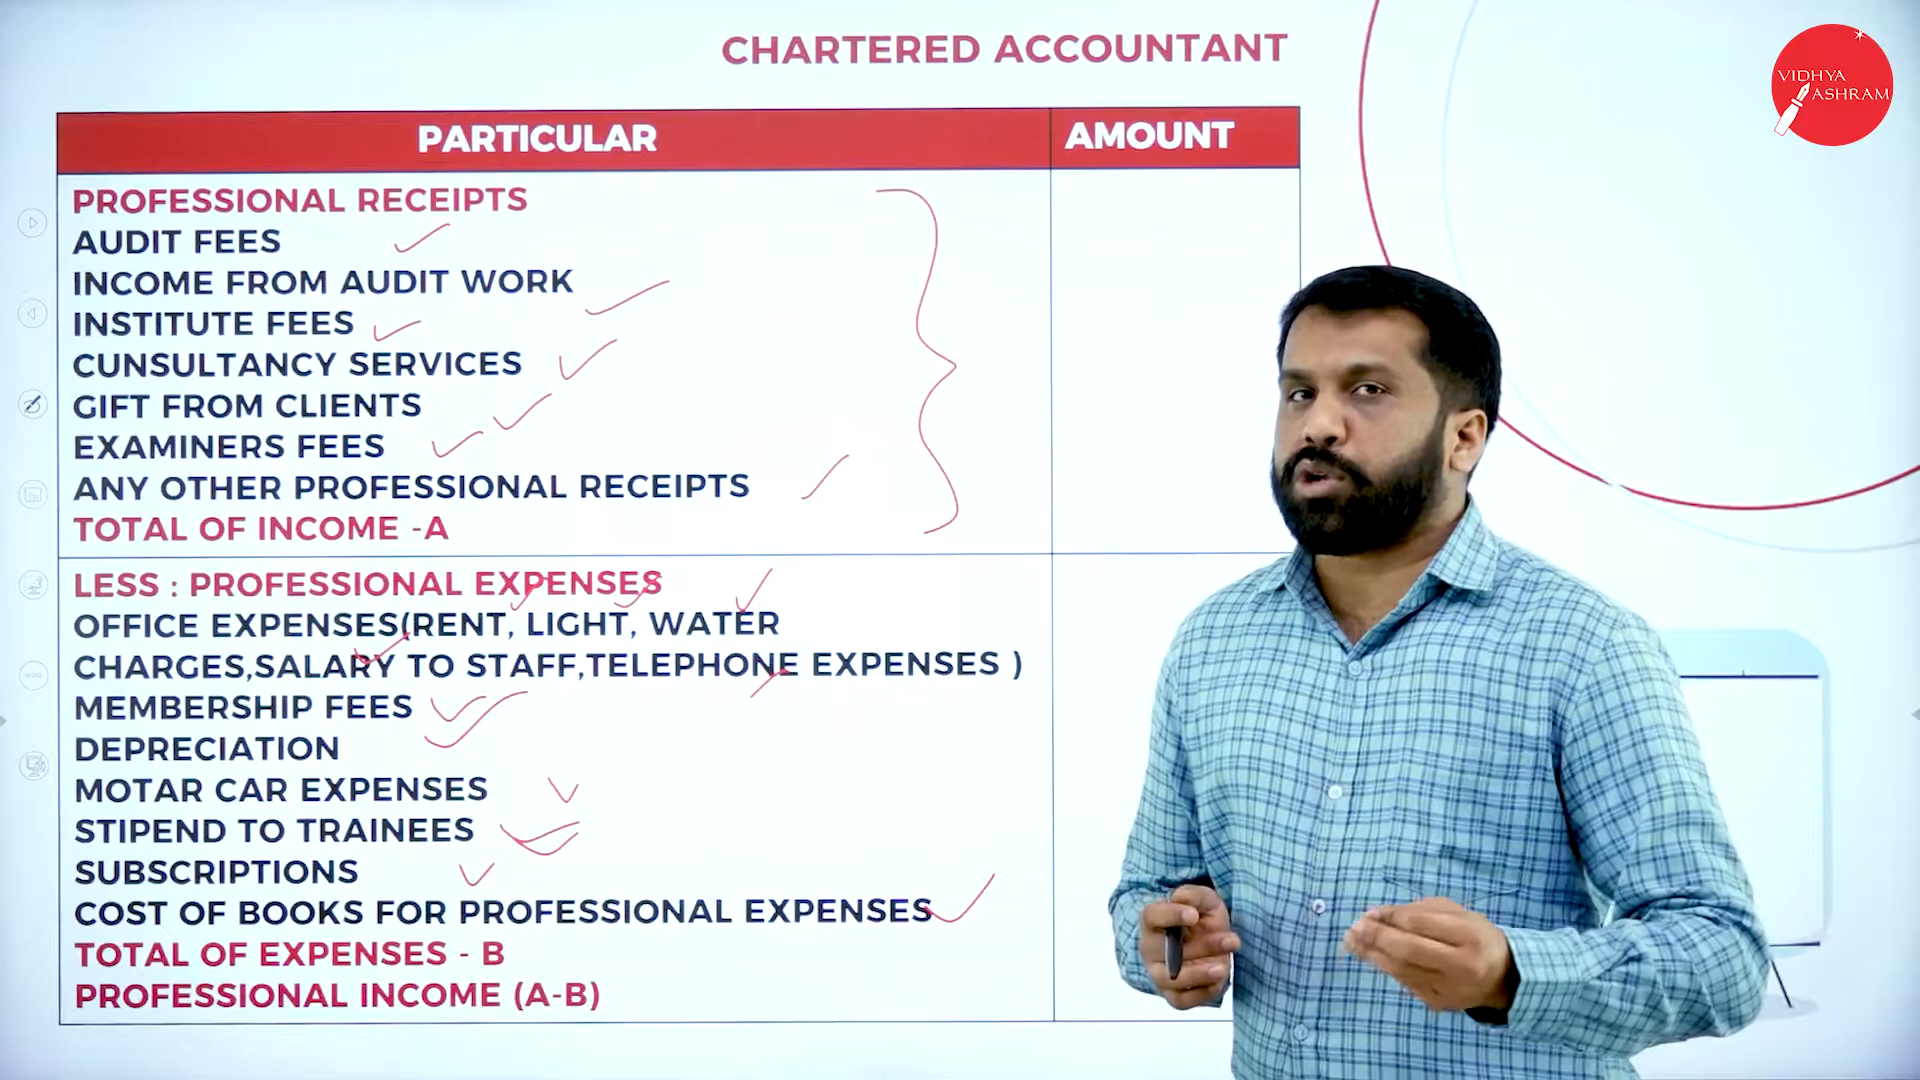 CHARTERED ACCOUNTANT
VIDHYA
ASHRAM
PARTICULAR AMOUNT
PROFESSIONAL RECEIPTS
AUDIT FEES
INCOME FROM AUDIT WORK
INSTITUTE FEES
CUNSULTANCY SERVICES
GIFT FROM CLIENTS
EXAMINERS FEES
ANY OTHER PROFESSIONAL RECEIPTS
TOTAL OF INCOME -A
LESS : PROFESSIONAL EXPENSES
OFFICE EXPENSES(RENT, LIGHT, WATER
CHARGES,SALARY TO STAFF,TELEPHONE EXPENSES )
MEMBERSHIP FEES
DEPRECIATION
MOTAR CAR EXPENSES
STIPEND TO TRAINEES
SUBSCRIPTIONS
COST OF BOOKS FOR PROFESSIONAL EXPENSES
TOTAL OF EXPENSES - B
PROFESSIONAL INCOME (A-B)